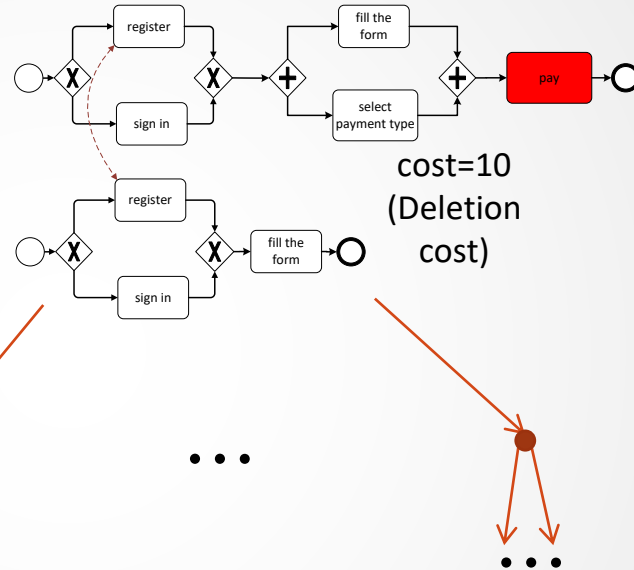 register
fill the
form
X
X
+
+
pay
sign in
select
payment type
cost=10
(Deletion
cost)
register
X
X
fill the
form
sign in
• • •
• • •